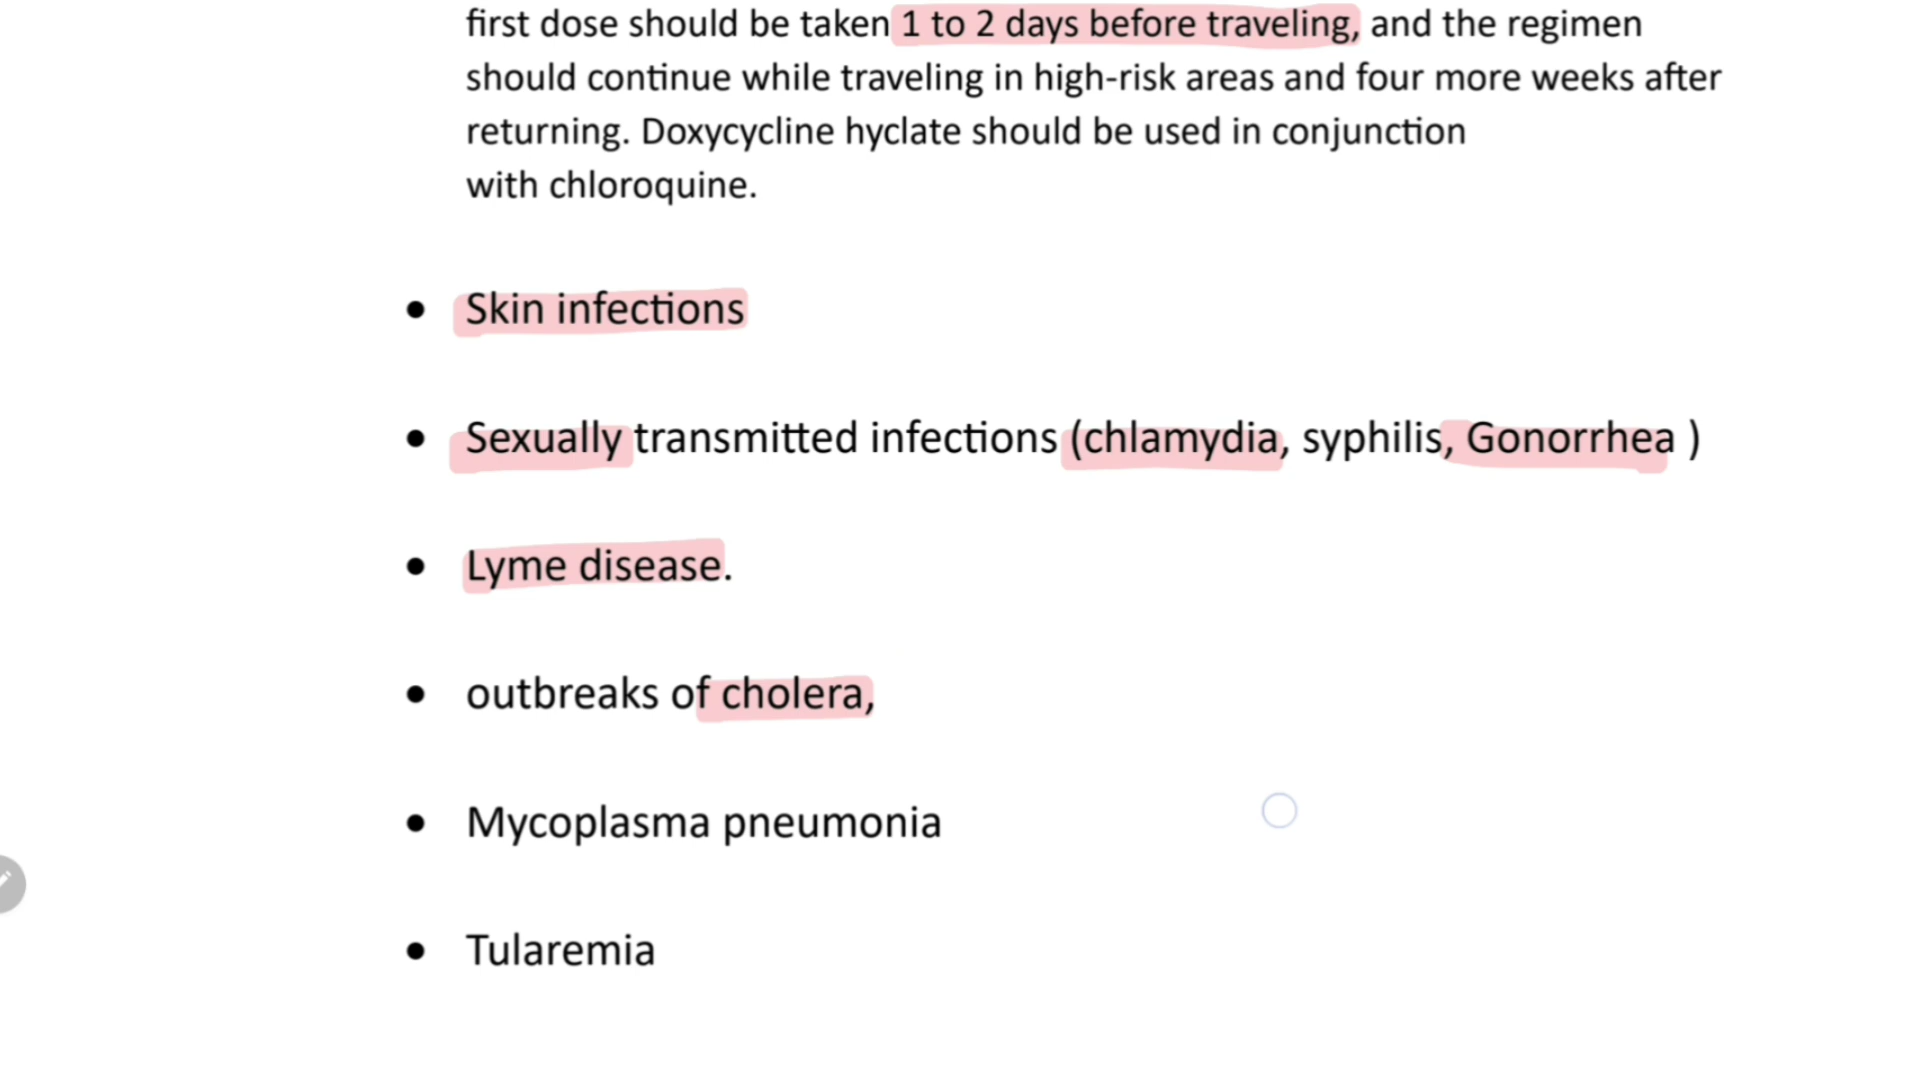 first dose should be taken 1 to 2 days before traveling, and the regimen
should continue while traveling in high-risk areas and four more weeks after
returning. Doxycycline hyclate should be used in conjunction
with chloroquine.
• Skin infections
• Sexually transmitted infections (chlamydia, syphilis, Gonorrhea )
• Lyme disease.
• outbreaks of cholera,
• Mycoplasma pneumonia
• Tularemia